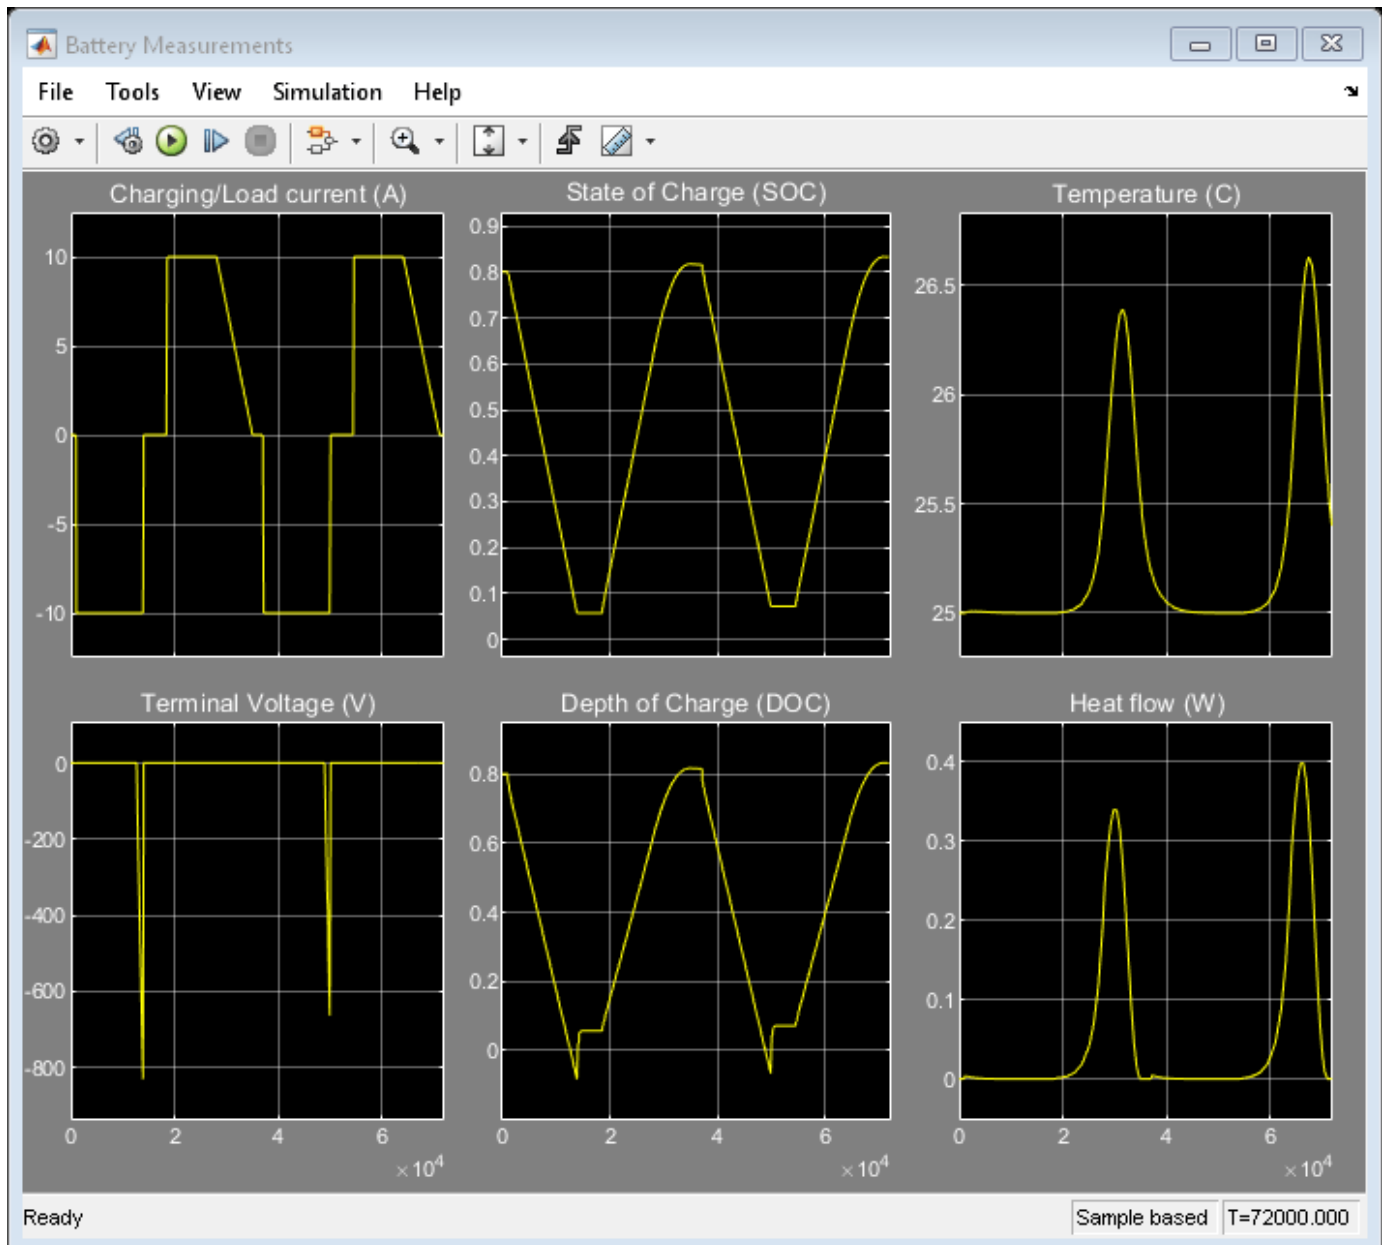 Battery Measurements
File Tools View Simulation Help
Charging/Load current (A)
10
5
0
-5
-10
State of Charge (SOC)
0.9
0.8
0.7
0.6
0.5
0.4
0.3
0.2
0.1
0
Temperature (C)
26.5
26
25.5
25
Terminal Voltage (V)
0
-200
-400
-600
-800
0 2 4 6
×10⁴
Depth of Charge (DOC)
0.8
0.6
0.4
0.2
0
0 2 4 6
×10⁴
Heat flow (W)
0.4
0.3
0.2
0.1
0
0 2 4 6
×10⁴
Ready
Sample based T=72000.000